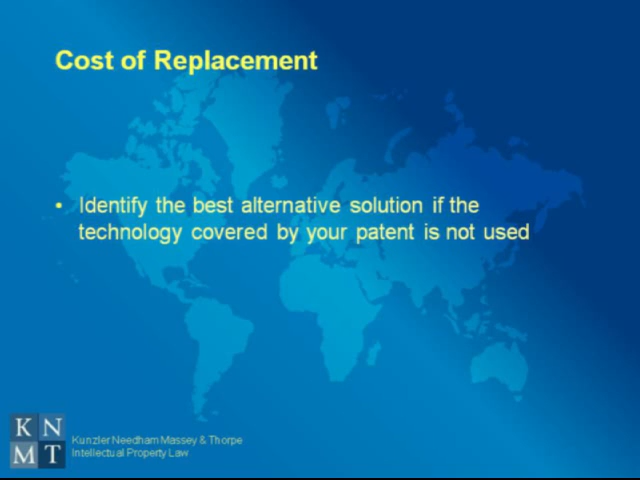 Cost of Replacement
• Identify the best alternative solution if the
technology covered by your patent is not used
K N
M T
Kunzler Needham Massey & Thorpe
Intellectual Property Law